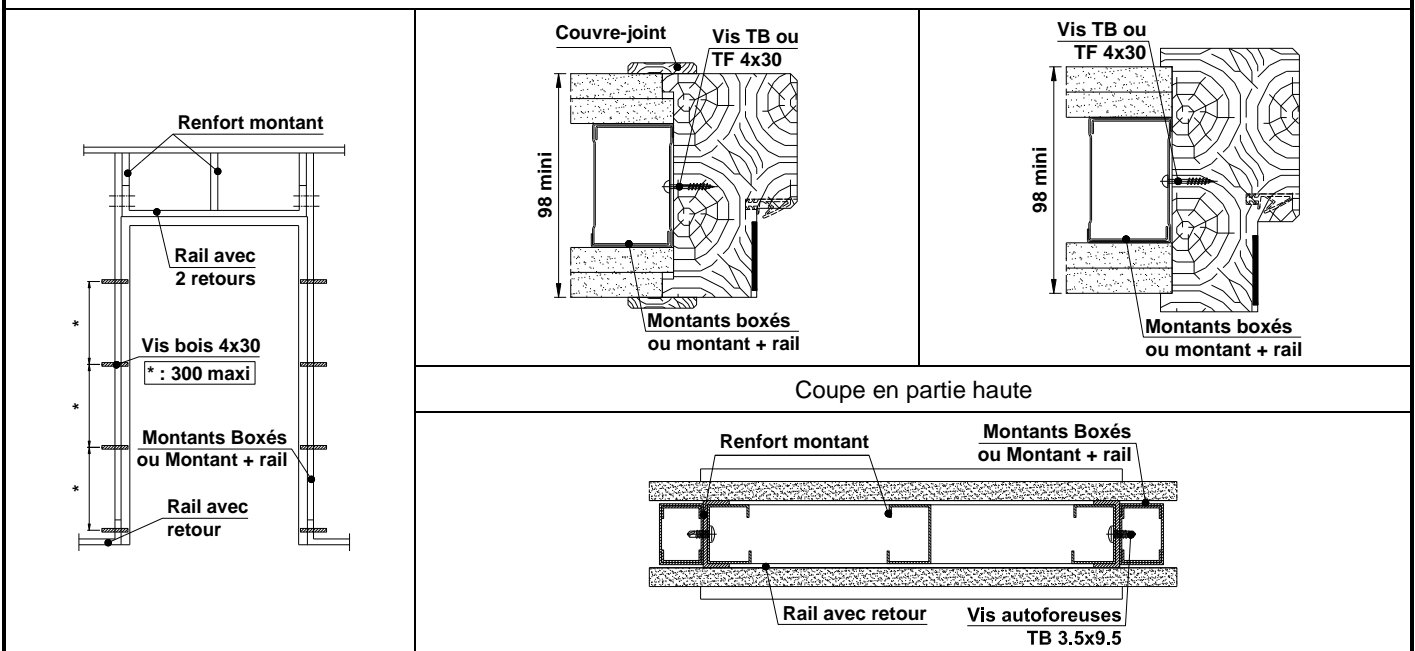 Renfort montant
Rail avec
2 retours
*
*
*
Vis bois 4x30
* : 300 maxi
Montants Boxés
ou Montant + rail
Rail avec
retour
Couvre-joint
Vis TB ou
TF 4x30
98 mini
Montants boxés
ou montant + rail
Vis TB ou
TF 4x30
98 mini
Montants boxés
ou montant + rail
Coupe en partie haute
Renfort montant
Montants Boxés
ou Montant + rail
Rail avec retour
Vis autoforeuses
TB 3.5x9.5